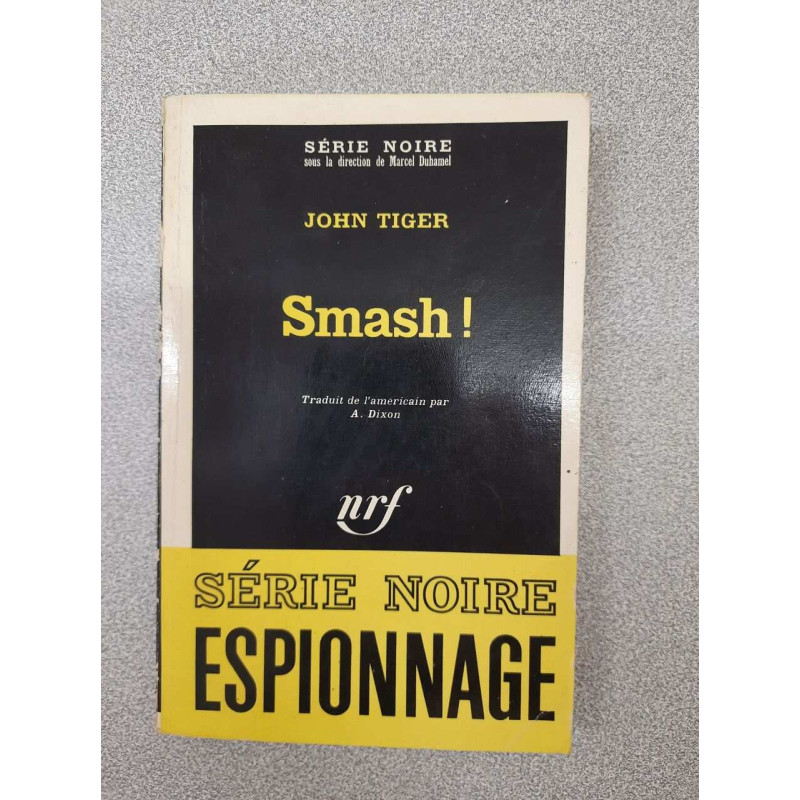 SÉRIE NOIRE
sous la direction de Marcel Duhamel
JOHN TIGER
Smash !
Traduit de l'américain par
A. Dixon
nrf
SÉRIE NOIRE
ESPIONNAGE